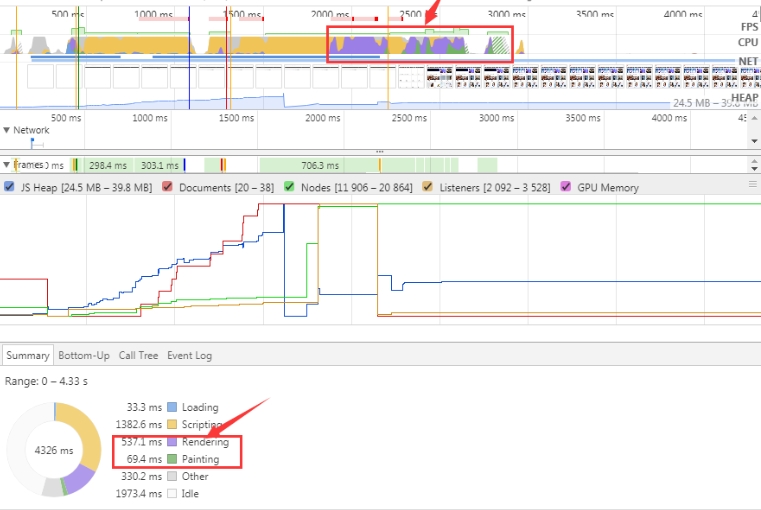 500 ms 1000 ms 1500 ms 2000 ms 2500 ms 3000 ms 3500 ms 4000 ms
FPS
CPU
NET
HEAP
24.5 MB – 39.8 MB
500 ms 1000 ms 1500 ms 2000 ms 2500 ms 3000 ms 3500 ms 4000 ms
▼ Network
...
▼ Frames 298.4 ms 303.1 ms 706.3 ms
JS Heap [24.5 MB – 39.8 MB] Documents [20 – 38] Nodes [11 906 – 20 864] Listeners [2 092 – 3 528] GPU Memory
Summary Bottom-Up Call Tree Event Log
Range: 0 – 4.33 s
33.3 ms Loading
1382.6 ms Scripting
537.1 ms Rendering
4326 ms
69.4 ms Painting
330.2 ms Other
1973.4 ms Idle